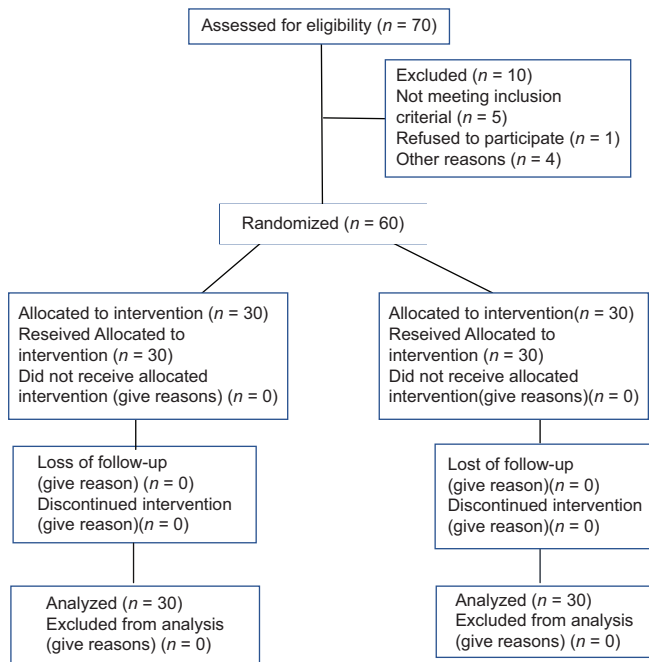 Assessed for eligibility (n = 70)
Excluded (n = 10)
Not meeting inclusion
criterial (n = 5)
Refused to participate (n = 1)
Other reasons (n = 4)
Randomized (n = 60)
Allocated to intervention (n = 30)
Reseived Allocated to
intervention (n = 30)
Did not receive allocated
intervention (give reasons) (n = 0)
Allocated to intervention(n = 30)
Reseived Allocated to
intervention (n = 30)
Did not receive allocated
intervention(give reasons)(n = 0)
Loss of follow-up
(give reason) (n = 0)
Discontinued intervention
(give reason)(n = 0)
Lost of follow-up
(give reason)(n = 0)
Discontinued intervention
(give reason)(n = 0)
Analyzed (n = 30)
Excluded from analysis
(give reasons) (n = 0)
Analyzed (n = 30)
Excluded from analysis
(give reasons) (n = 0)